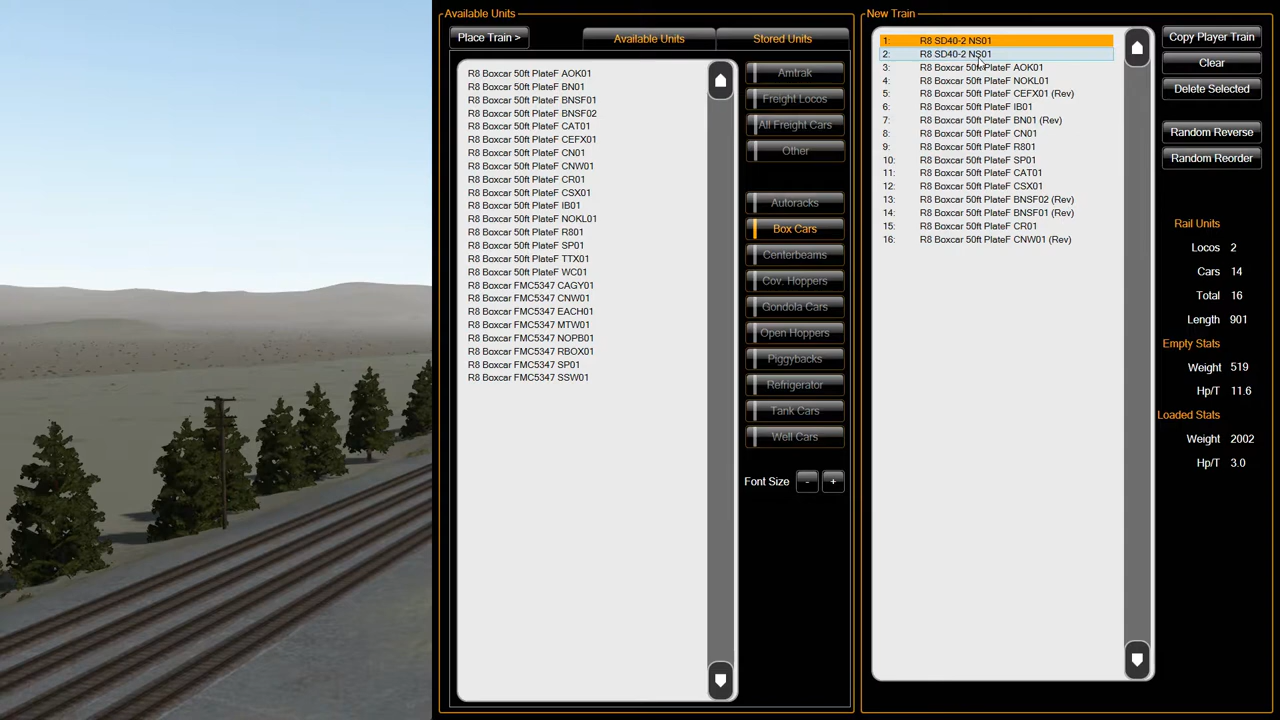 Available Units
Place Train >
Available Units
Stored Units
R8 Boxcar 50ft PlateF AOK01
R8 Boxcar 50ft PlateF BN01
R8 Boxcar 50ft PlateF BNSF01
R8 Boxcar 50ft PlateF BNSF02
R8 Boxcar 50ft PlateF CAT01
R8 Boxcar 50ft PlateF CEFX01
R8 Boxcar 50ft PlateF CN01
R8 Boxcar 50ft PlateF CNW01
R8 Boxcar 50ft PlateF CR01
R8 Boxcar 50ft PlateF CSX01
R8 Boxcar 50ft PlateF IB01
R8 Boxcar 50ft PlateF NOKL01
R8 Boxcar 50ft PlateF R801
R8 Boxcar 50ft PlateF SP01
R8 Boxcar 50ft PlateF TTX01
R8 Boxcar 50ft PlateF WC01
R8 Boxcar FMC5347 CAGY01
R8 Boxcar FMC5347 CNW01
R8 Boxcar FMC5347 EACH01
R8 Boxcar FMC5347 MTW01
R8 Boxcar FMC5347 NOPB01
R8 Boxcar FMC5347 RBOX01
R8 Boxcar FMC5347 SP01
R8 Boxcar FMC5347 SSW01
Amtrak
Freight Locos
All Freight Cars
Other
Autoracks
Box Cars
Centerbeams
Cov. Hoppers
Gondola Cars
Open Hoppers
Piggybacks
Refrigerator
Tank Cars
Well Cars
Font Size - +
New Train
1: R8 SD40-2 NS01
2: R8 SD40-2 NS01
3: R8 Boxcar 50ft PlateF AOK01
4: R8 Boxcar 50ft PlateF NOKL01
5: R8 Boxcar 50ft PlateF CEFX01 (Rev)
6: R8 Boxcar 50ft PlateF IB01
7: R8 Boxcar 50ft PlateF BN01 (Rev)
8: R8 Boxcar 50ft PlateF CN01
9: R8 Boxcar 50ft PlateF R801
10: R8 Boxcar 50ft PlateF SP01
11: R8 Boxcar 50ft PlateF CAT01
12: R8 Boxcar 50ft PlateF CSX01
13: R8 Boxcar 50ft PlateF BNSF02 (Rev)
14: R8 Boxcar 50ft PlateF BNSF01 (Rev)
15: R8 Boxcar 50ft PlateF CR01
16: R8 Boxcar 50ft PlateF CNW01 (Rev)
Copy Player Train
Clear
Delete Selected
Random Reverse
Random Reorder
Rail Units
Locos 2
Cars 14
Total 16
Length 901
Empty Stats
Weight 519
Hp/T 11.6
Loaded Stats
Weight 2002
Hp/T 3.0